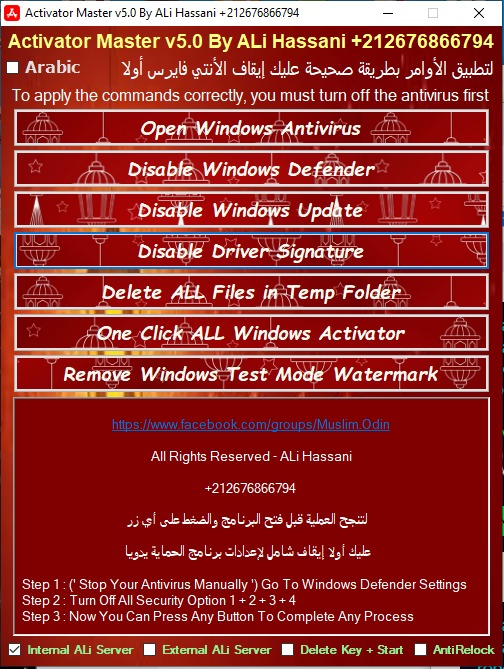 Activator Master v5.0 By ALi Hassani +212676866794
Activator Master v5.0 By ALi Hassani +212676866794
Arabic
لتطبيق الأوامر بطريقة صحيحة عليك إيقاف الأنتي فايرس أولا
To apply the commands correctly, you must turn off the antivirus first
Open Windows Antivirus
Disable Windows Defender
Disable Windows Update
Disable Driver Signature
Delete ALL Files in Temp Folder
One Click ALL Windows Activator
Remove Windows Test Mode Watermark
https://www.facebook.com/groups/Muslim.Odin
All Rights Reserved - ALi Hassani
+212676866794
لتنجح العملية قبل فتح البرنامج والضغط على أي زر
عليك أولا إيقاف شامل لإعدادات برنامج الحماية يدويا
Step 1 : (' Stop Your Antivirus Manually ') Go To Windows Defender Settings
Step 2 : Turn Off All Security Option 1 + 2 + 3 + 4
Step 3 : Now You Can Press Any Button To Complete Any Process
Internal ALi Server External ALi Server Delete Key + Start AntiRelock